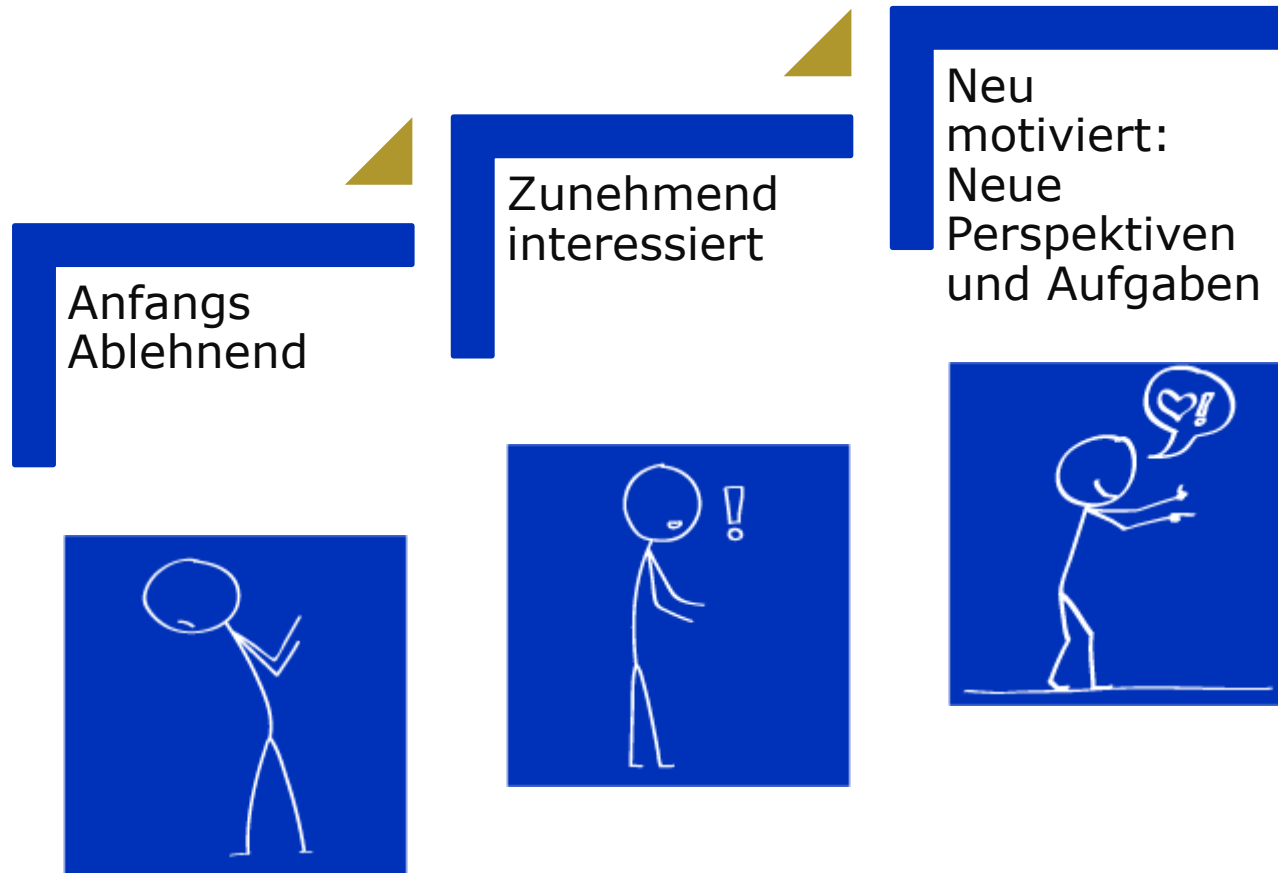 Anfangs
Ablehnend
Zunehmend
interessiert
Neu
motiviert:
Neue
Perspektiven
und Aufgaben
!
!